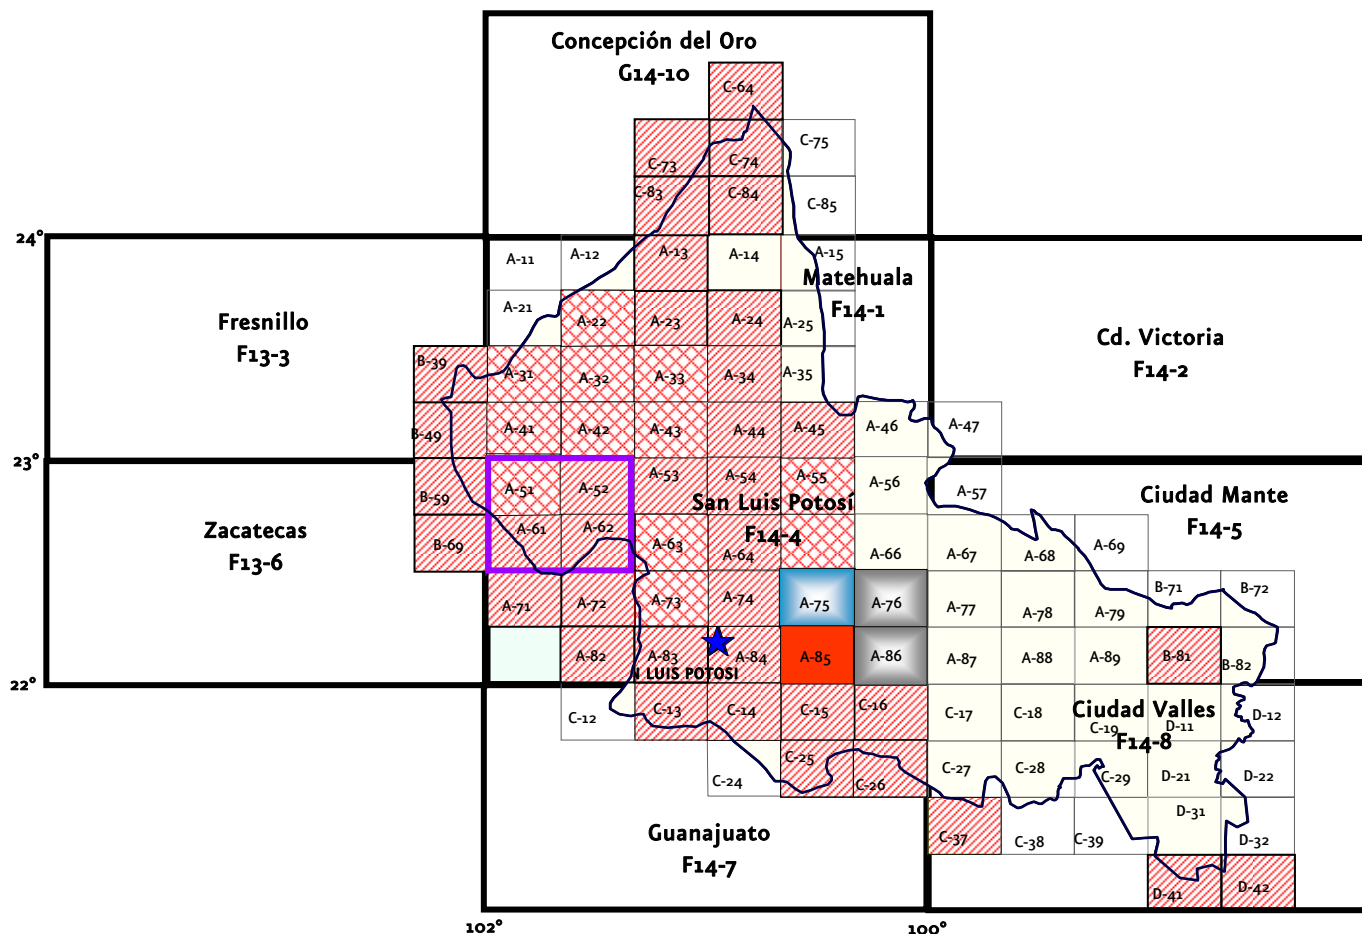 Concepción del Oro
G14-10
C-64
C-75
C-73
C-74
C-83
C-84
C-85
24°
A-11
A-12
A-13
A-14
A-15
Matehuala
F14-1
A-21
A-22
A-23
A-24
A-25
Fresnillo
F13-3
Cd. Victoria
F14-2
B-39
A-31
A-32
A-33
A-34
A-35
B-49
A-41
A-42
A-43
A-44
A-45
A-46
A-47
23°
B-59
A-51
A-52
A-53
A-54
A-55
A-56
A-57
San Luis Potosí
F14-4
Ciudad Mante
F14-5
Zacatecas
F13-6
B-69
A-61
A-62
A-63
A-64
A-66
A-67
A-68
A-69
A-71
A-72
A-73
A-74
A-75
A-76
A-77
A-78
A-79
B-71
B-72
A-82
A-83
A-84
A-85
A-86
A-87
A-88
A-89
B-81
B-82
N LUIS POTOSI
22°
C-12
C-13
C-14
C-15
C-16
C-17
C-18
C-19
D-11
D-12
Ciudad Valles
F14-8
C-24
C-25
C-26
C-27
C-28
C-29
D-21
D-22
Guanajuato
F14-7
C-37
C-38
C-39
D-31
D-32
D-41
D-42
102°
100°